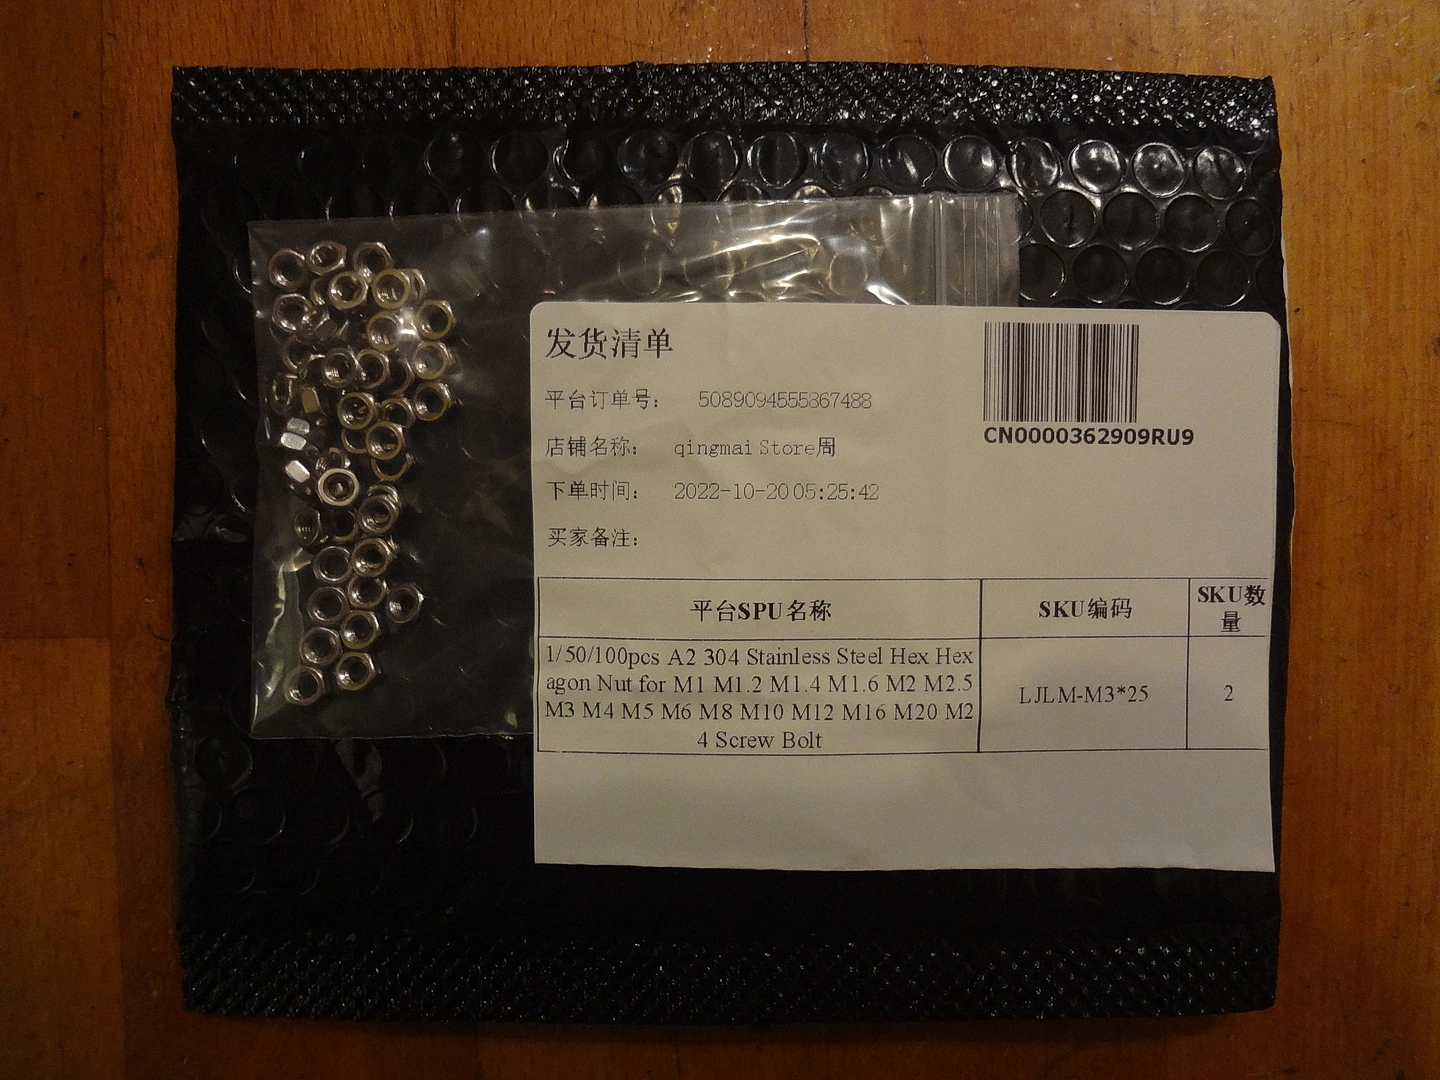 发货清单
平台订单号： 5089094555867488
店铺名称： qingmai Store周
下单时间： 2022-10-20 05:25:42
买家备注：
CN0000362909RU9
平台SPU名称
SKU编码
SKU数
量
1/50/100pcs A2 304 Stainless Steel Hex Hex
agon Nut for M1 M1.2 M1.4 M1.6 M2 M2.5
M3 M4 M5 M6 M8 M10 M12 M16 M20 M2
4 Screw Bolt
LJLM-M3*25
2